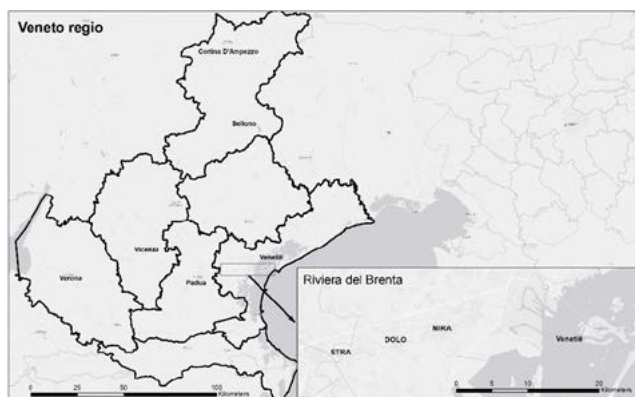 Veneto regio
Cortina D'Ampezzo
Belluno
Vicenza
Venetië
Verona
Padua
0 50 100
Kilometers
Riviera del Brenta
MIRA
DOLO
Venetië
STRA
0 5 10 20
Kilometers